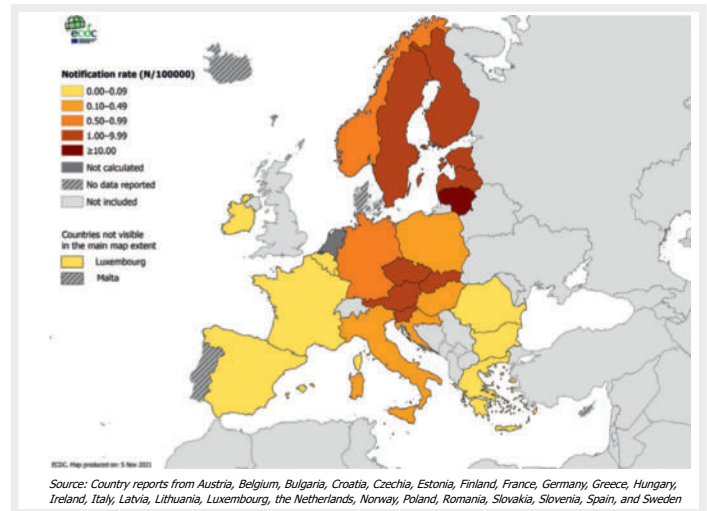 ecdc
Notification rate (N/100000)
0.00–0.09
0.10–0.49
0.50–0.99
1.00–9.99
≥10.00
Not calculated
No data reported
Not included
Countries not visible
in the main map extent
Luxembourg
Malta
ECDC. Map produced on: 5 Nov 2021
Source: Country reports from Austria, Belgium, Bulgaria, Croatia, Czechia, Estonia, Finland, France, Germany, Greece, Hungary,
Ireland, Italy, Latvia, Lithuania, Luxembourg, the Netherlands, Norway, Poland, Romania, Slovakia, Slovenia, Spain, and Sweden